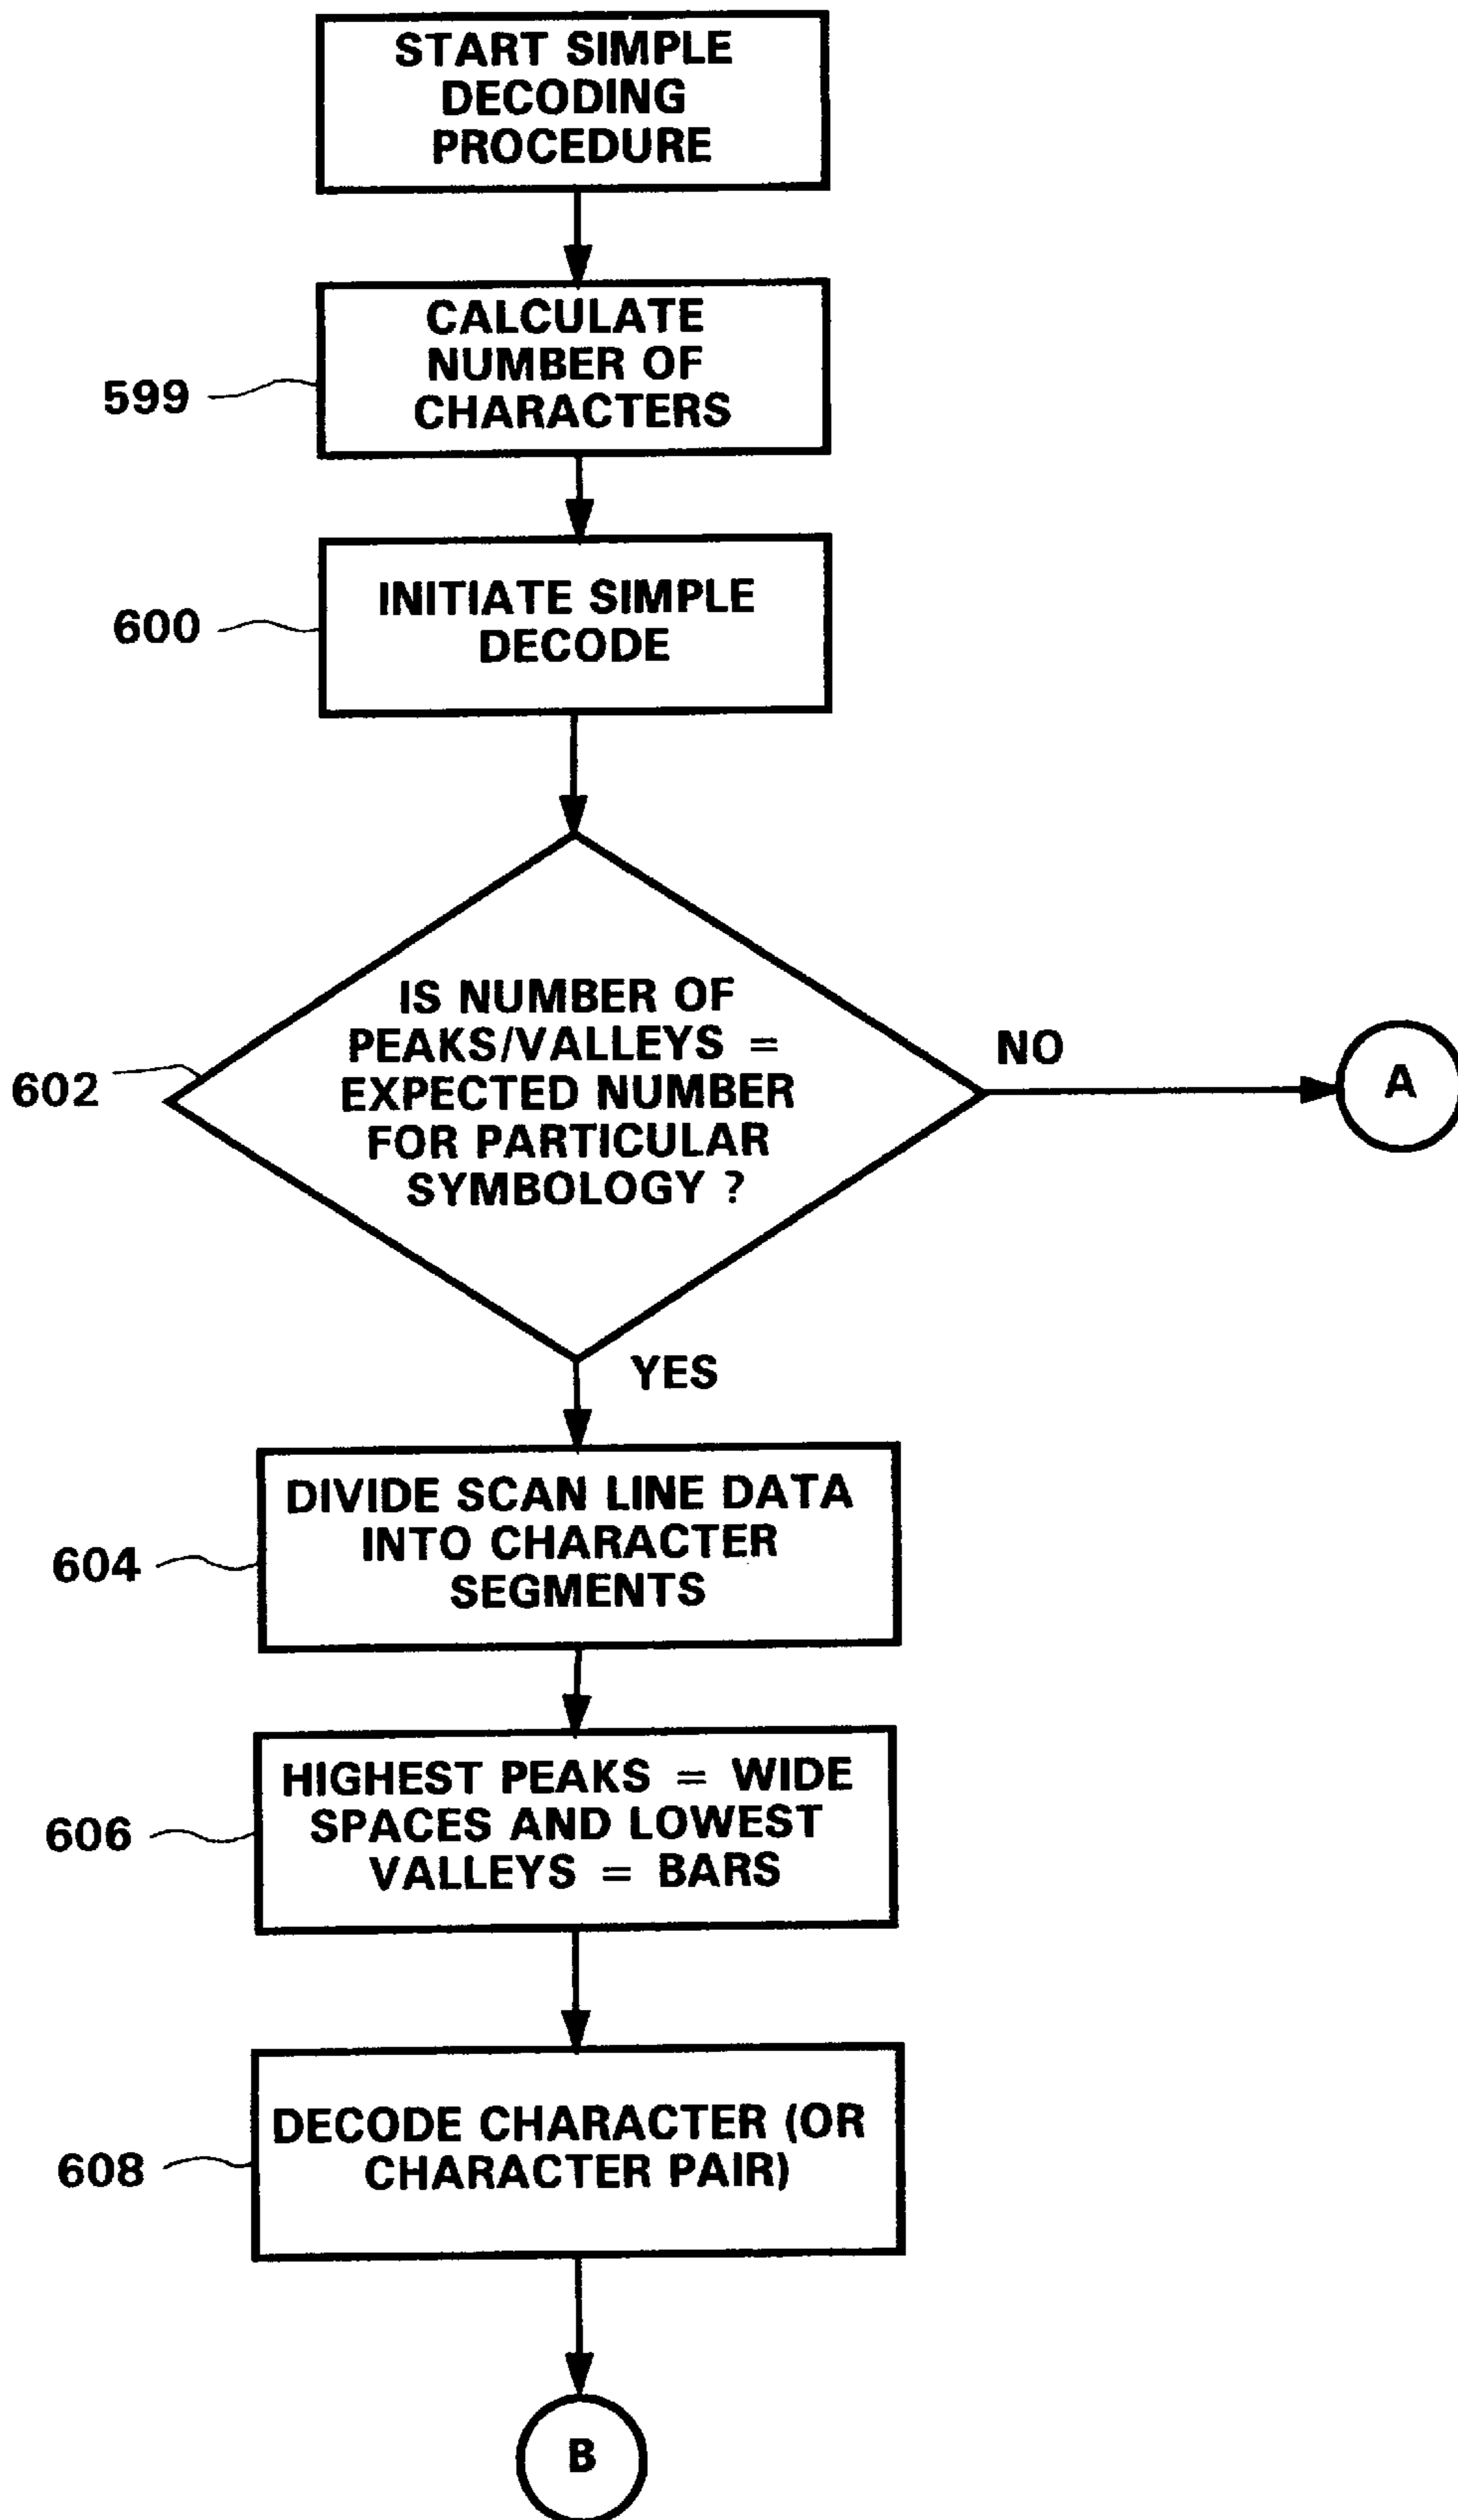 START SIMPLE
DECODING
PROCEDURE
CALCULATE
NUMBER OF
CHARACTERS
599
INITIATE SIMPLE
DECODE
600
IS NUMBER OF
PEAKS/VALLEYS =
EXPECTED NUMBER
FOR PARTICULAR
SYMBOLOGY ?
602
NO
A
YES
DIVIDE SCAN LINE DATA
INTO CHARACTER
SEGMENTS
604
HIGHEST PEAKS = WIDE
SPACES AND LOWEST
VALLEYS = BARS
606
DECODE CHARACTER (OR
CHARACTER PAIR)
608
B